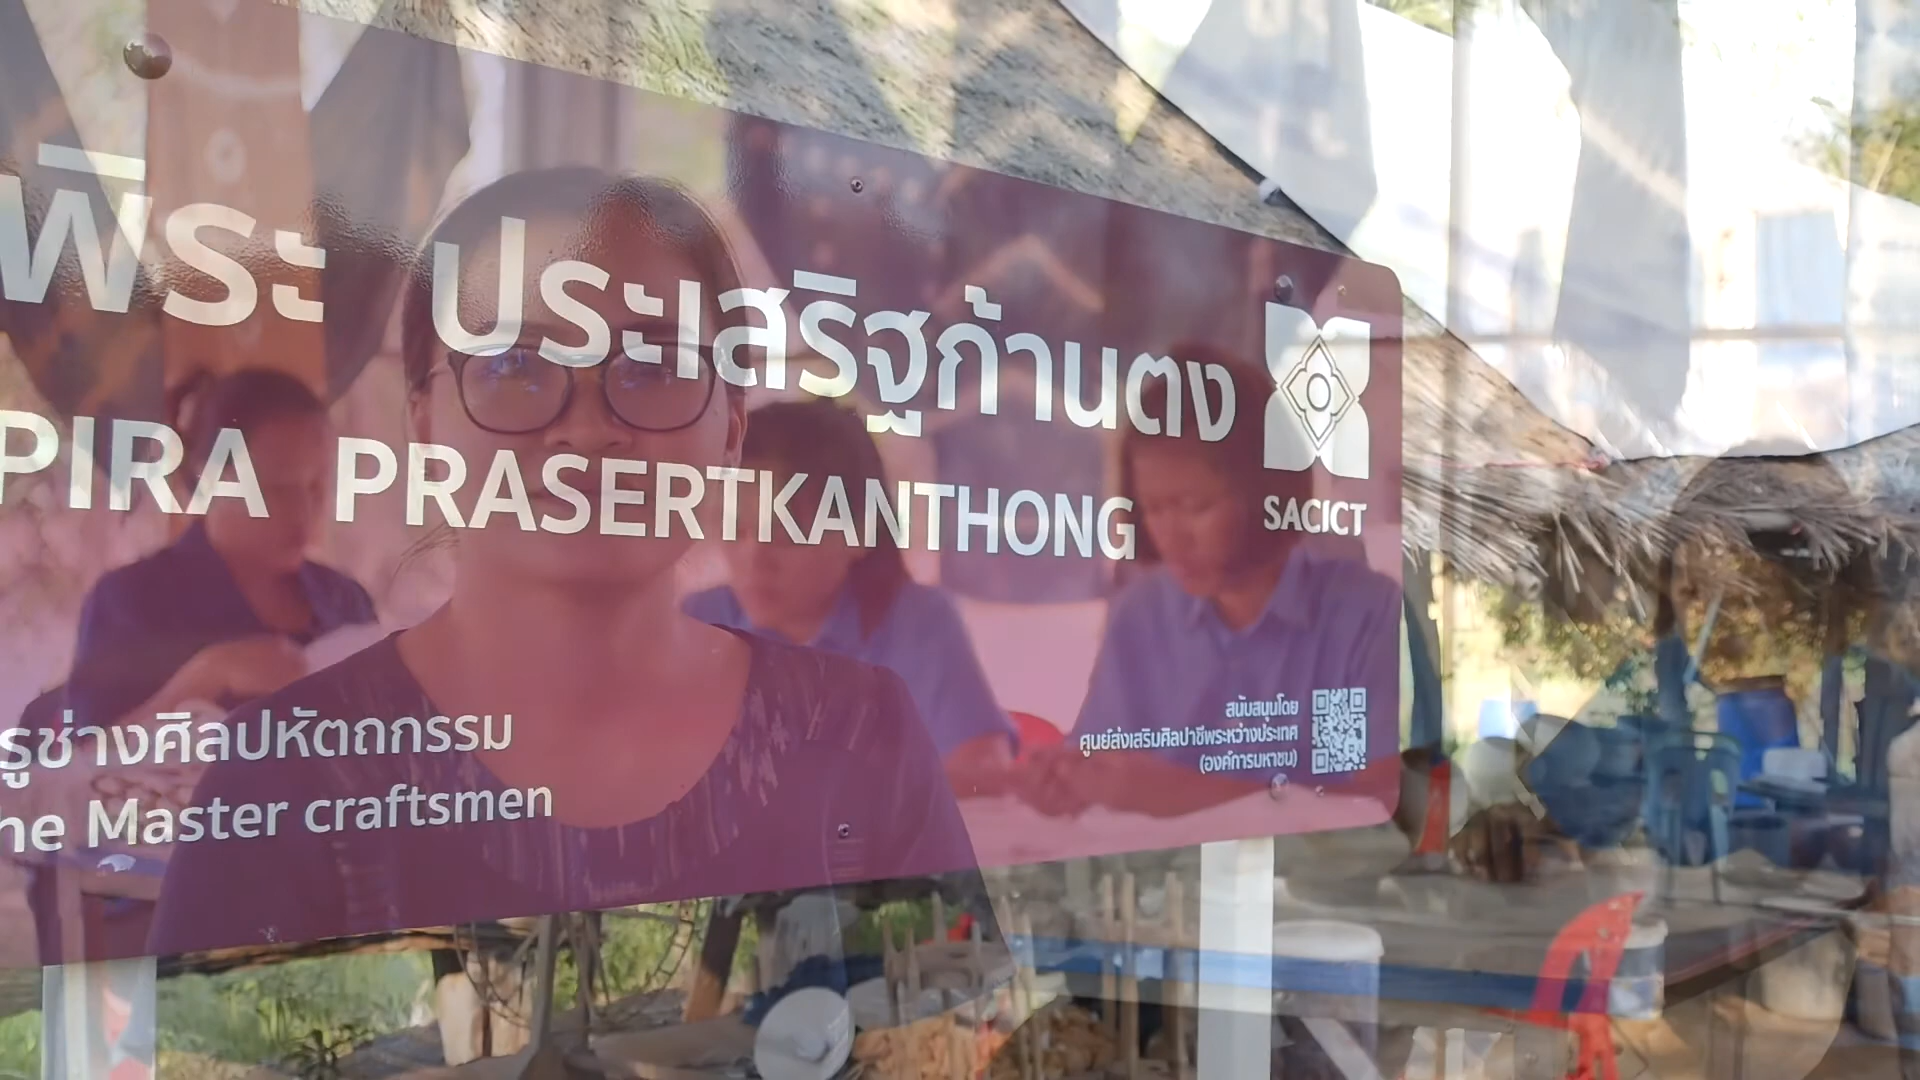 พิระ ประเสริฐก้านตง
PIRA PRASERTKANTHONG
SACICT
รูช่างศิลปหัตถกรรม
he Master craftsmen
สนับสนุนโดย
ศูนย์ส่งเสริมศิลปาชีพระหว่างประเทศ
(องค์การมหาชน)